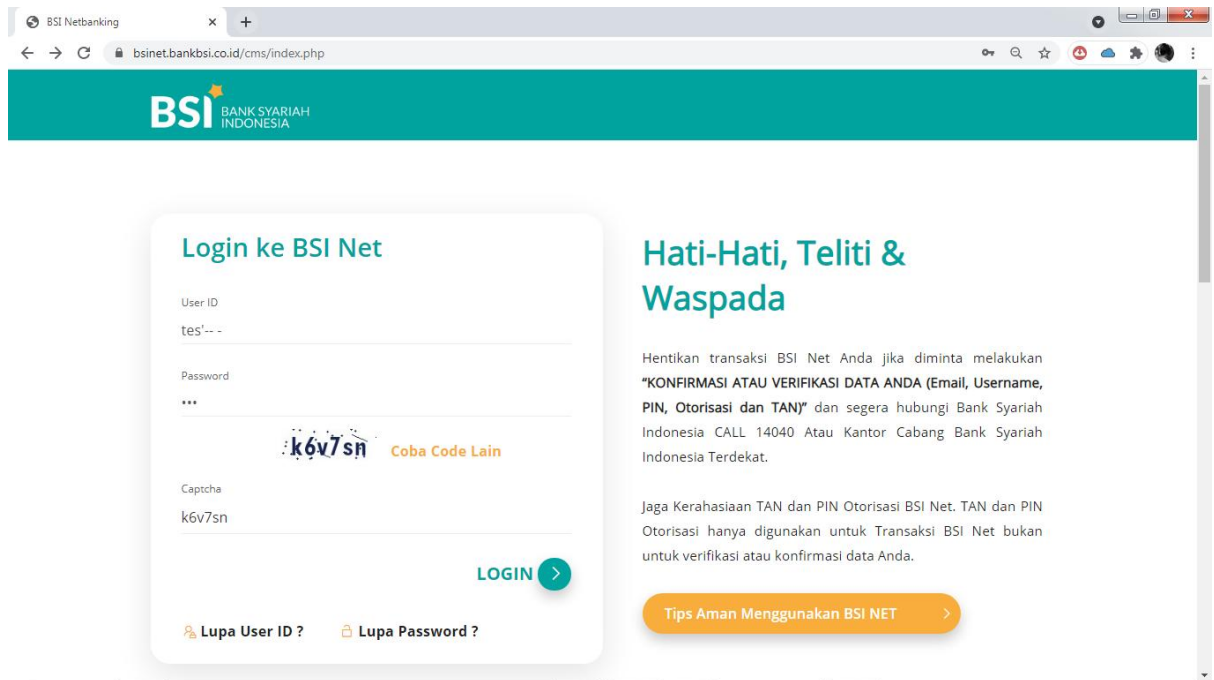 BSI Netbanking
bsinet.bankbsi.co.id/cms/index.php
BSI BANK SYARIAH
INDONESIA
Login ke BSI Net
User ID
tes'-- -
Password
•••
k6v7sn Coba Code Lain
Captcha
k6v7sn
LOGIN
Lupa User ID ? Lupa Password ?
Hati-Hati, Teliti &
Waspada
Hentikan transaksi BSI Net Anda jika diminta melakukan
"KONFIRMASI ATAU VERIFIKASI DATA ANDA (Email, Username,
PIN, Otorisasi dan TAN)" dan segera hubungi Bank Syariah
Indonesia CALL 14040 Atau Kantor Cabang Bank Syariah
Indonesia Terdekat.
Jaga Kerahasiaan TAN dan PIN Otorisasi BSI Net. TAN dan PIN
Otorisasi hanya digunakan untuk Transaksi BSI Net bukan
untuk verifikasi atau konfirmasi data Anda.
Tips Aman Menggunakan BSI NET